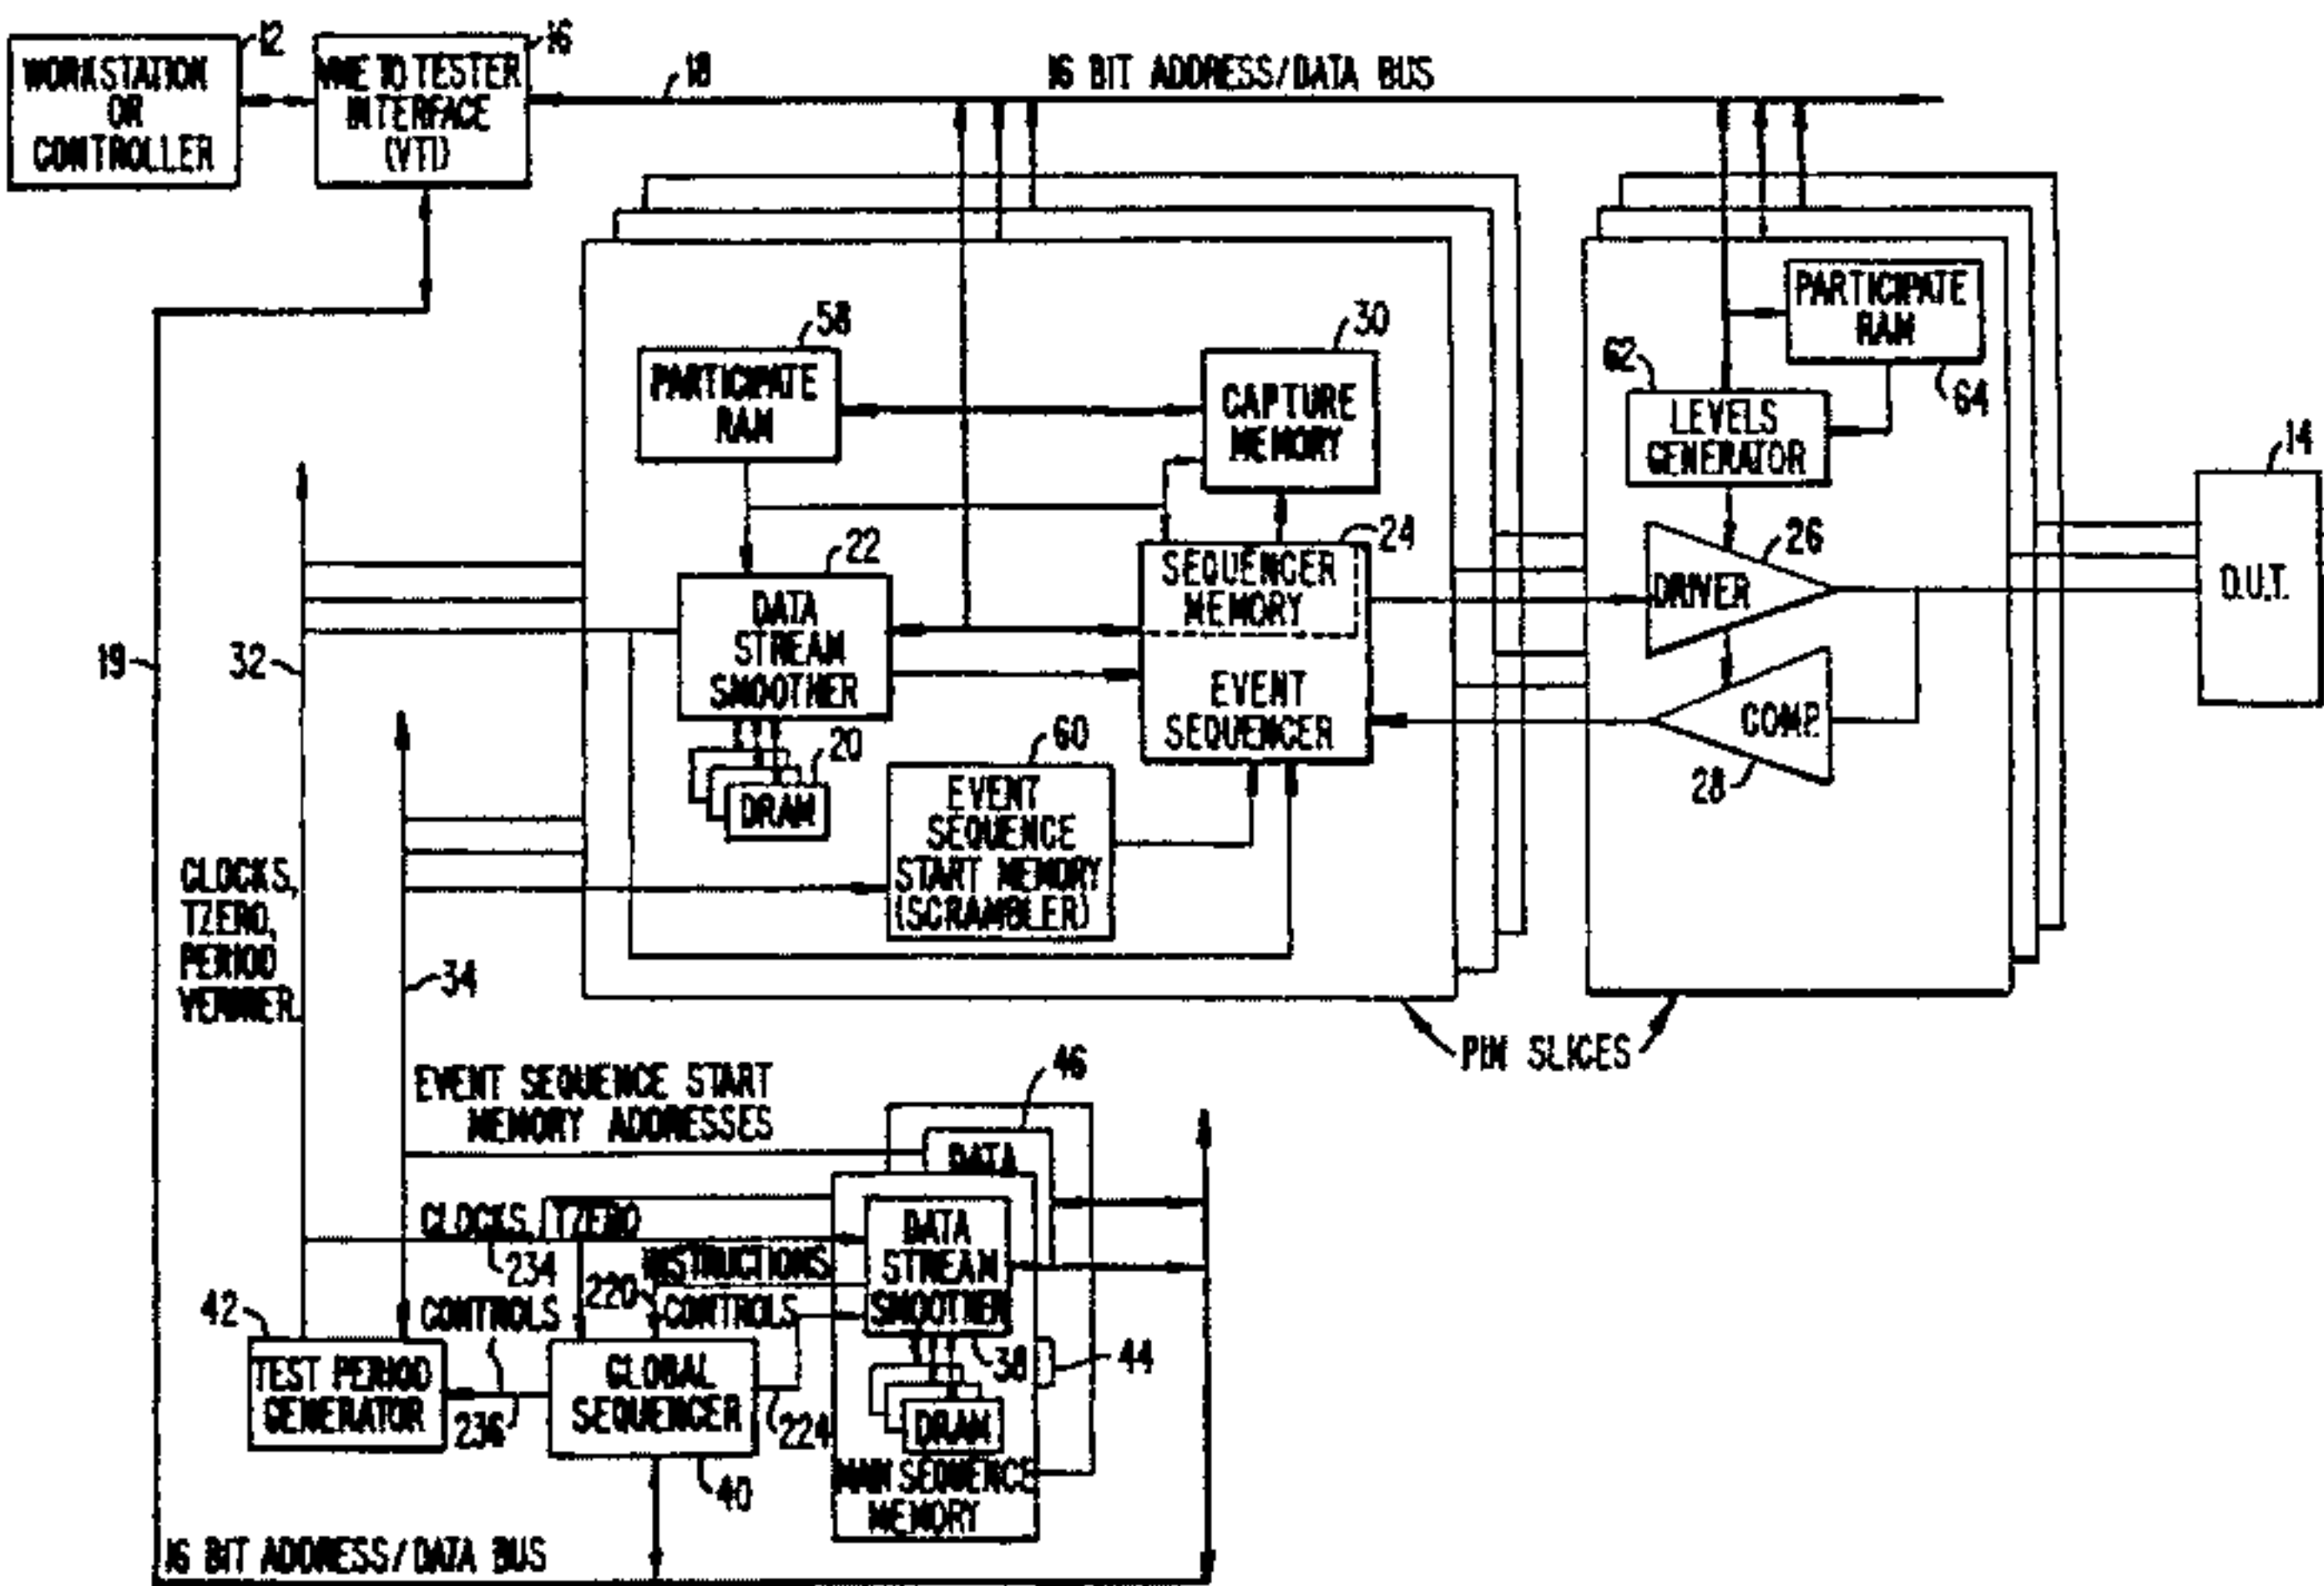 12
WORKSTATION
OR
CONTROLLER
16
VME TO TESTER
INTERFACE
(VTI)
18
16 BIT ADDRESS/DATA BUS
58
PARTICIPATE
RAM
30
CAPTURE
MEMORY
PARTICIPATE
RAM
64
62
LEVELS
GENERATOR
14
D.U.T.
22
DATA
STREAM
SMOOTHER
24
SEQUENCER
MEMORY
EVENT
SEQUENCER
26
DRIVER
COMP.
28
19
32
20
DRAM
60
EVENT
SEQUENCE
START MEMORY
(SCRAMBLER)
CLOCKS,
TZERO,
PERIOD
VERNIER
34
PIN SLICES
EVENT SEQUENCE START
MEMORY ADDRESSES
46
DATA
CLOCKS, TZERO
234
INSTRUCTIONS
220
CONTROLS
DATA
STREAM
SMOOTHER
38
44
42
CONTROLS
TEST PERIOD
GENERATOR
236
GLOBAL
SEQUENCER
224
40
DRAM
MAIN SEQUENCE
MEMORY
16 BIT ADDRESS/DATA BUS